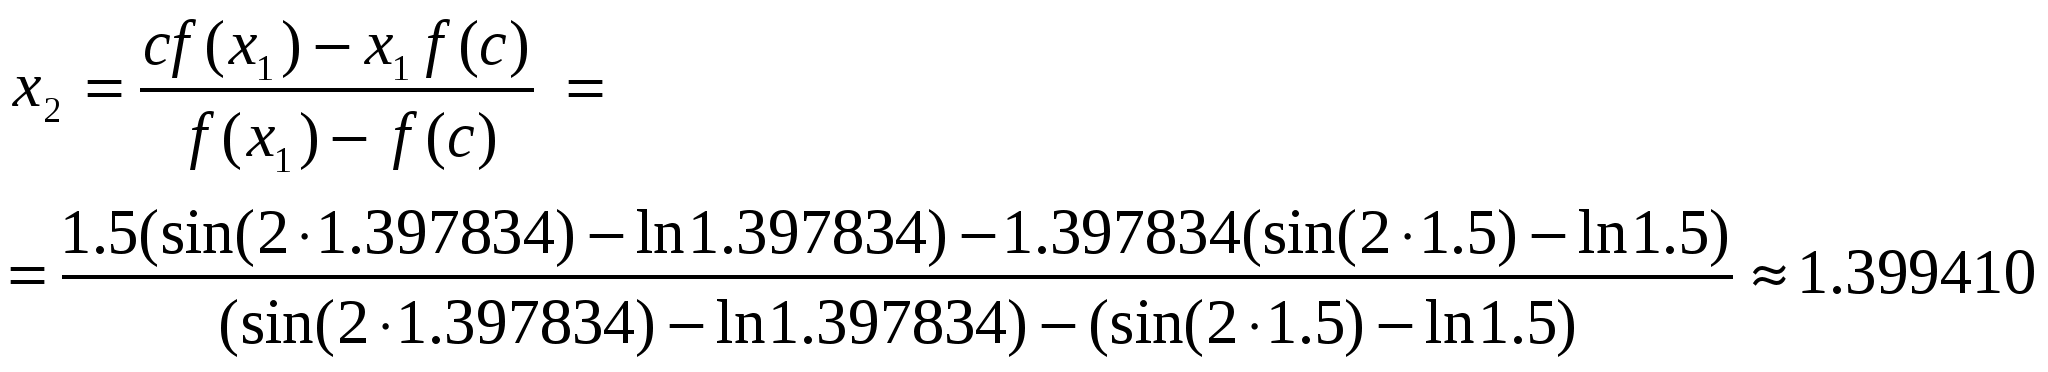 x₂ = (cf(x₁) − x₁f(c)) / (f(x₁) − f(c)) =
= (1.5(sin(2·1.397834) − ln1.397834) − 1.397834(sin(2·1.5) − ln1.5)) / ((sin(2·1.397834) − ln1.397834) − (sin(2·1.5) − ln1.5)) ≈ 1.399410